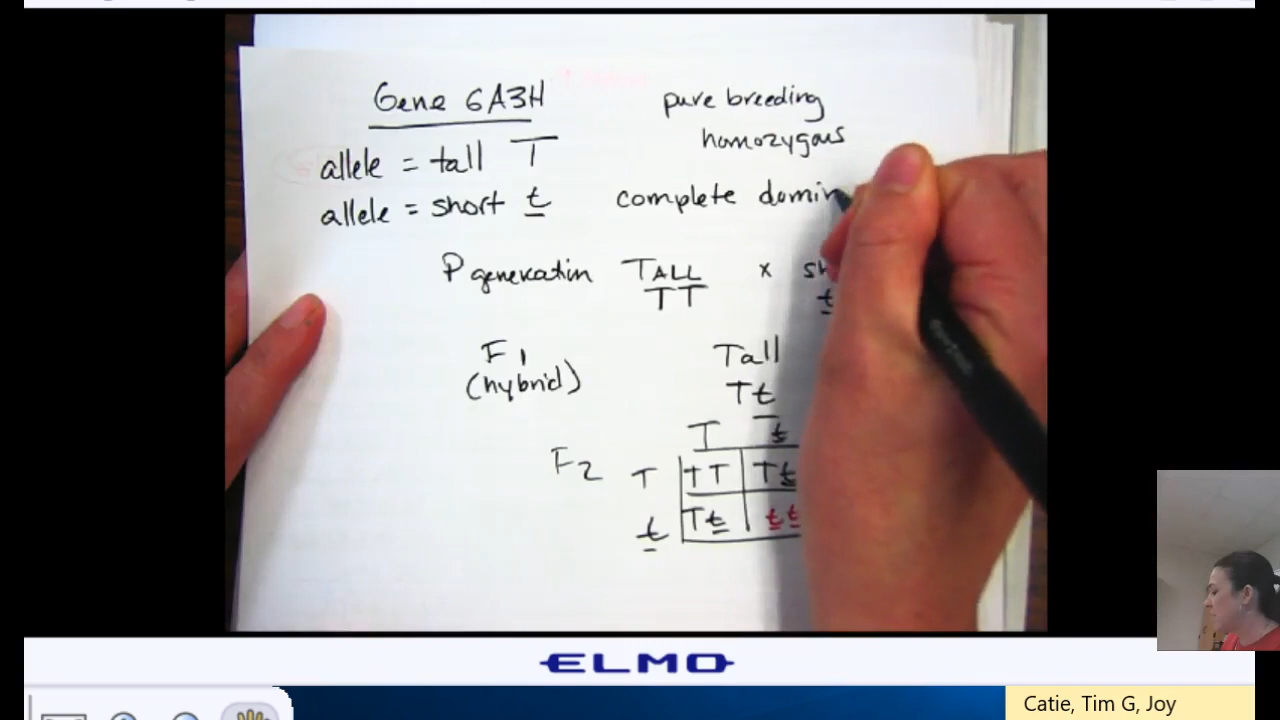 Gene GA3H
pure breeding
homozygous
allele = tall T
allele = short t
complete domin
P generation TALL x
TT t
F1 Tall
(hybrid) Tt
T t
F2 T TT Tt
t Tt tt
ELMO
Catie, Tim G, Joy